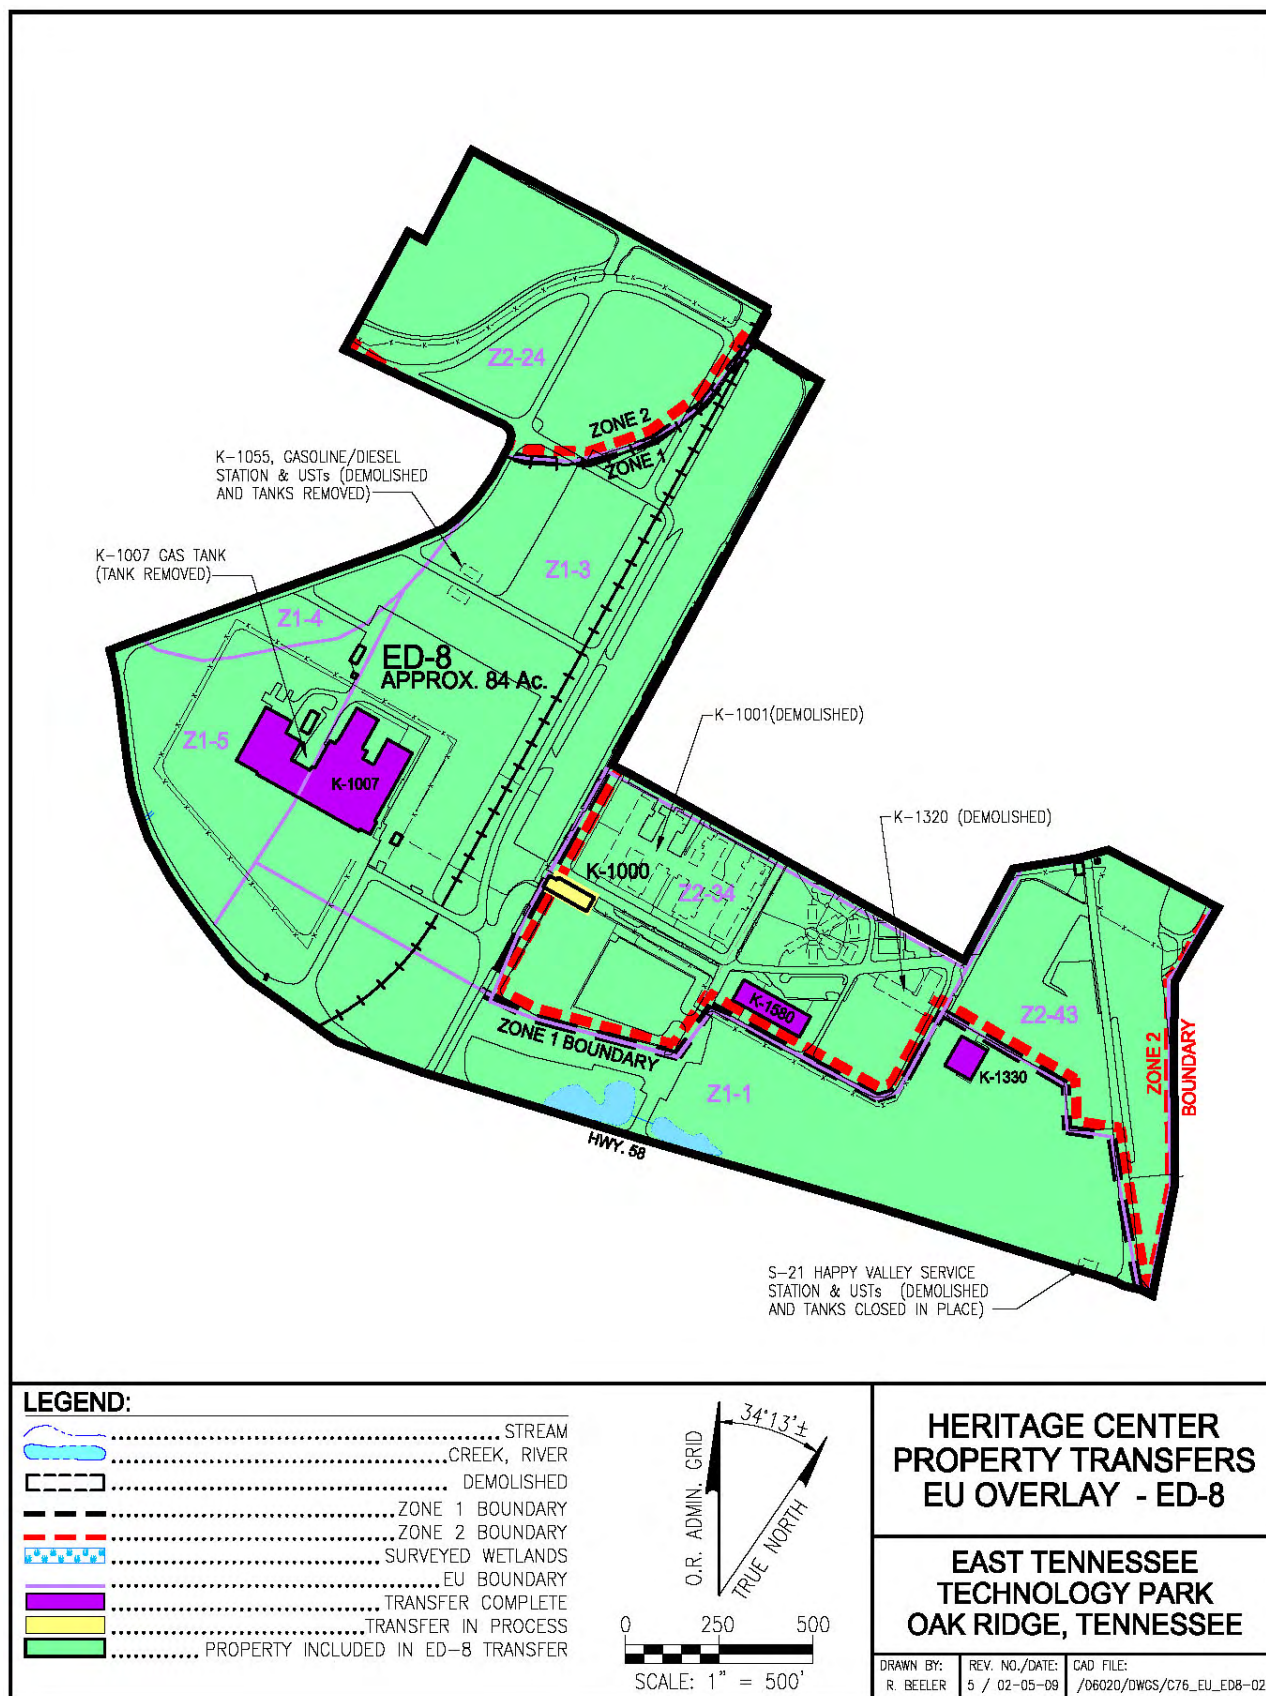 Z2-24
ZONE 2
ZONE 1
K-1055, GASOLINE/DIESEL
STATION & USTs (DEMOLISHED
AND TANKS REMOVED)
K-1007 GAS TANK
(TANK REMOVED)
Z1-3
Z1-4
ED-8
APPROX. 84 Ac.
K-1001(DEMOLISHED)
Z1-5
K-1007
K-1320 (DEMOLISHED)
K-1000
Z2-34
K-1580
Z2-43
ZONE 1 BOUNDARY
K-1330
ZONE 2
BOUNDARY
Z1-1
HWY. 58
S-21 HAPPY VALLEY SERVICE
STATION & USTs (DEMOLISHED
AND TANKS CLOSED IN PLACE)
LEGEND:
STREAM
CREEK, RIVER
DEMOLISHED
ZONE 1 BOUNDARY
ZONE 2 BOUNDARY
SURVEYED WETLANDS
EU BOUNDARY
TRANSFER COMPLETE
TRANSFER IN PROCESS
PROPERTY INCLUDED IN ED-8 TRANSFER
34°13'±
O.R. ADMIN. GRID
TRUE NORTH
0 250 500
SCALE: 1" = 500'
HERITAGE CENTER
PROPERTY TRANSFERS
EU OVERLAY - ED-8
EAST TENNESSEE
TECHNOLOGY PARK
OAK RIDGE, TENNESSEE
DRAWN BY:
R. BEELER
REV. NO./DATE:
5 / 02-05-09
CAD FILE:
/06020/DWGS/C76_EU_ED8-02